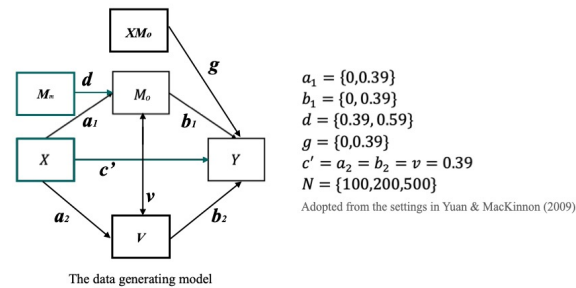 XMₒ
g
d
Mₘ
Mₒ
a₁
b₁
X
c'
Y
v
a₂
b₂
V
The data generating model
a₁ = {0,0.39}
b₁ = {0, 0.39}
d = {0.39, 0.59}
g = {0,0.39}
c' = a₂ = b₂ = v = 0.39
N = {100,200,500}
Adopted from the settings in Yuan & MacKinnon (2009)